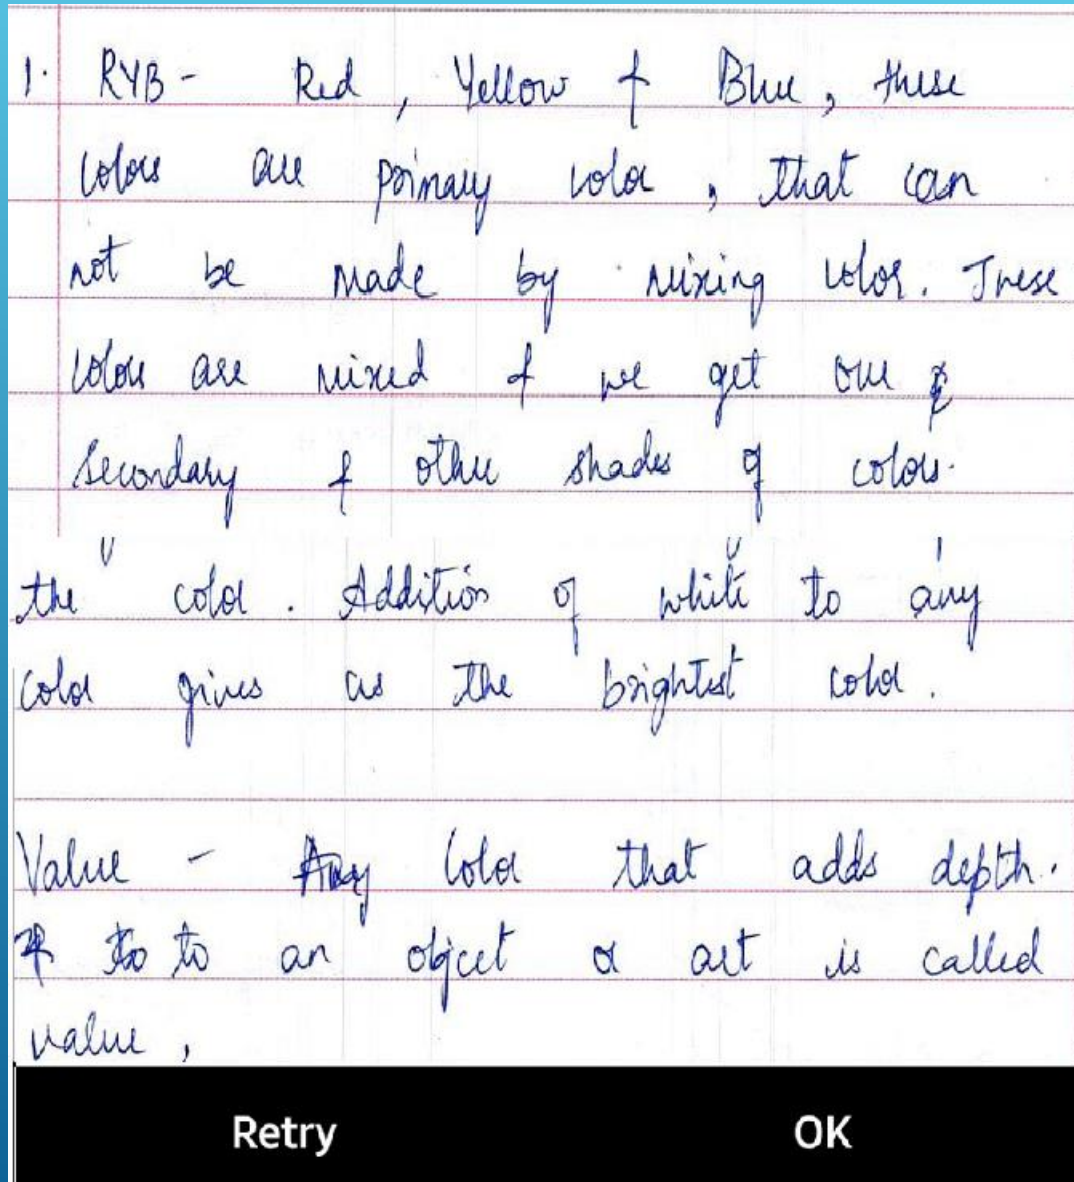 1. RYB - Red, Yellow & Blue, these
colors are primary color, that can
not be made by mixing color. These
colors are mixed & we get our
secondary & other shades of colors.
the color. Addition of white to any
color gives as the brightest color.
Value - Any color that adds depth.
to to an object or art is called
value,
Retry OK